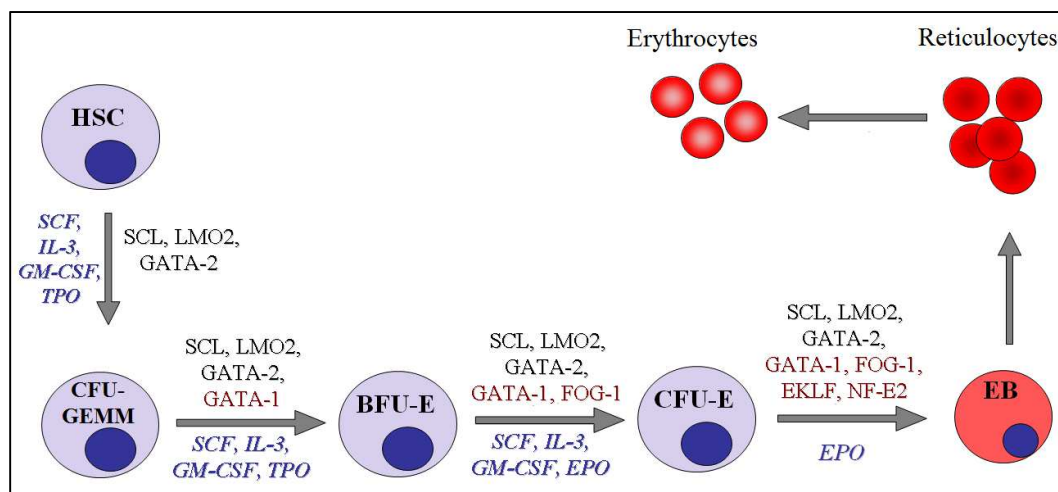 Erythrocytes
Reticulocytes
HSC
SCF,
IL-3,
GM-CSF,
TPO
SCL, LMO2,
GATA-2
CFU-
GEMM
SCL, LMO2,
GATA-2,
GATA-1
SCF, IL-3,
GM-CSF, TPO
BFU-E
SCL, LMO2,
GATA-2,
GATA-1, FOG-1
SCF, IL-3,
GM-CSF, EPO
CFU-E
SCL, LMO2,
GATA-2,
GATA-1, FOG-1,
EKLF, NF-E2
EPO
EB